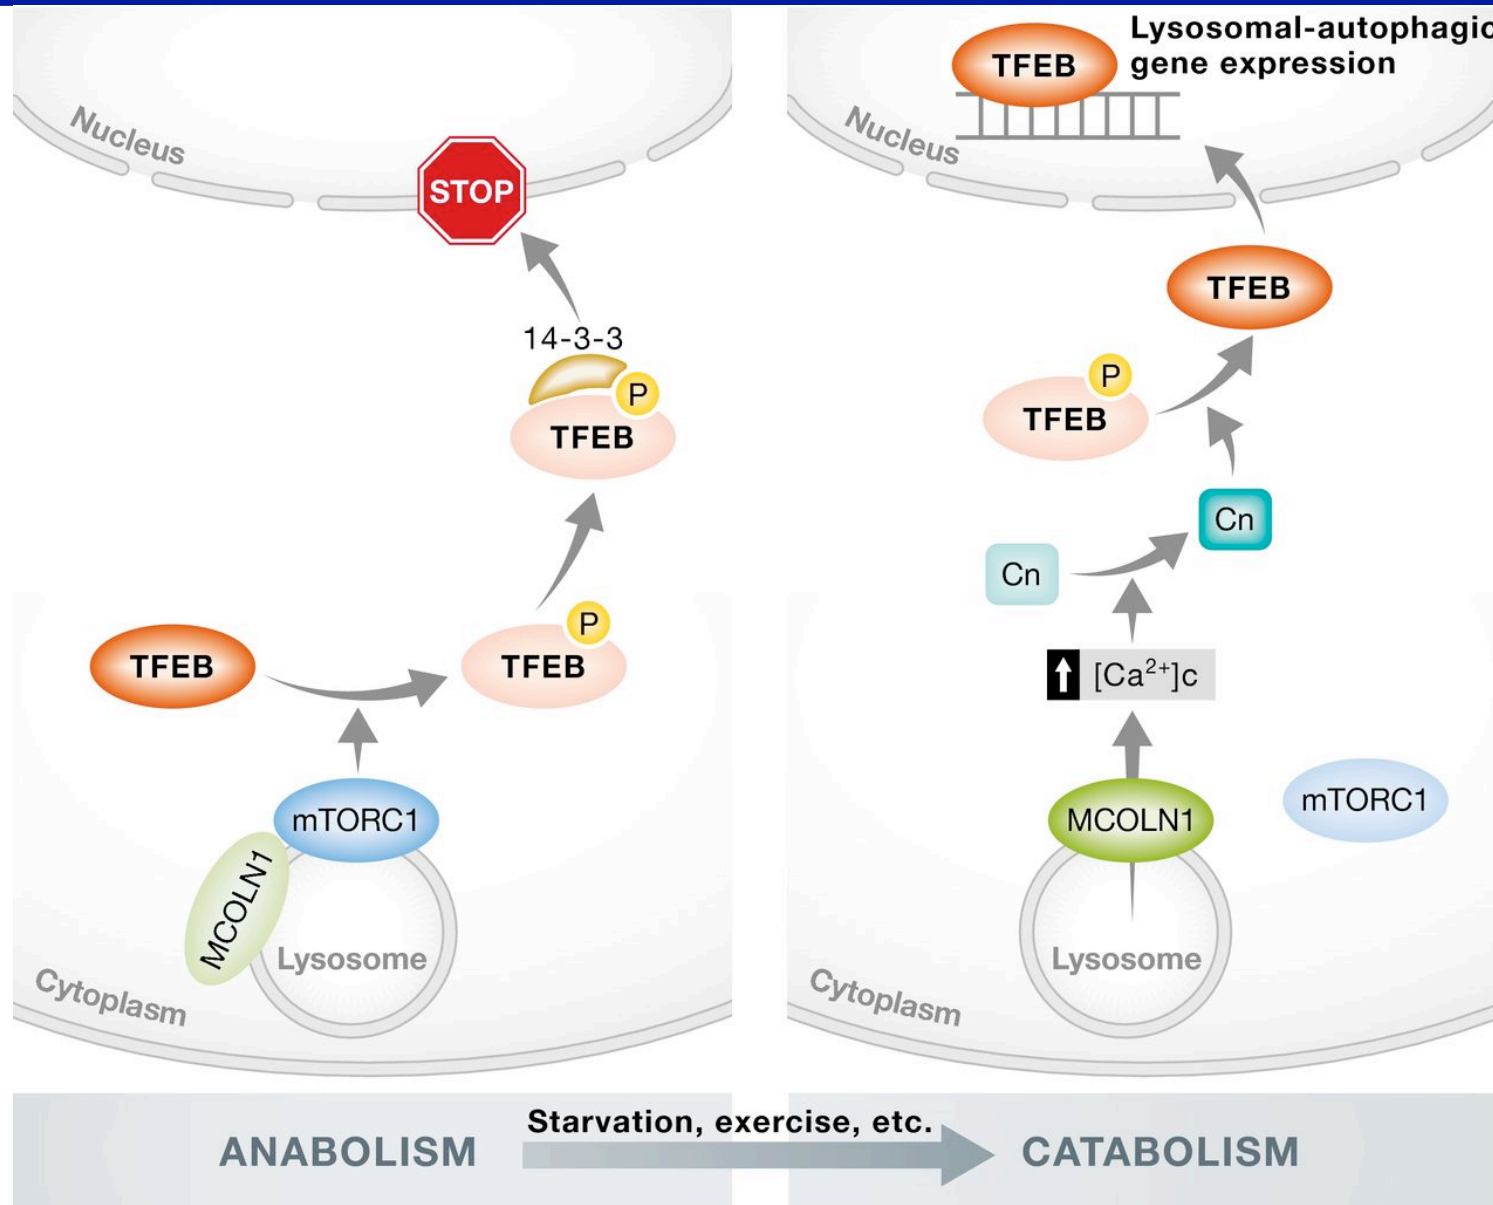 Nucleus
STOP
14-3-3
P
TFEB
TFEB
P
TFEB
mTORC1
MCOLN1
Lysosome
Cytoplasm
TFEB
Lysosomal-autophagic
gene expression
Nucleus
TFEB
P
TFEB
Cn
Cn
[Ca²⁺]c
MCOLN1
mTORC1
Lysosome
Cytoplasm
Starvation, exercise, etc.
ANABOLISM
CATABOLISM